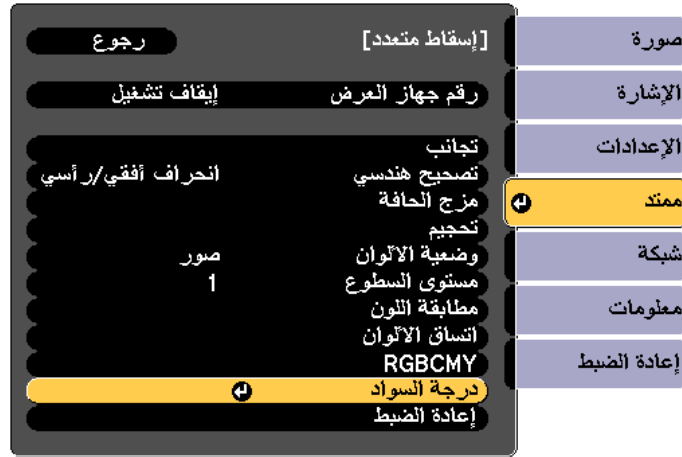 [إسقاط متعدد] رجوع
رقم جهاز العرض إيقاف تشغيل
تجانب
تصحيح هندسي انحراف أفقي/رأسي
مزج الحافة
تحجيم
وضعية الألوان صور
مستوى السطوع 1
مطابقة اللون
اتساق الألوان
RGBCMY
درجة السواد
إعادة الضبط
صورة
الإشارة
الإعدادات
ممتد
شبكة
معلومات
إعادة الضبط